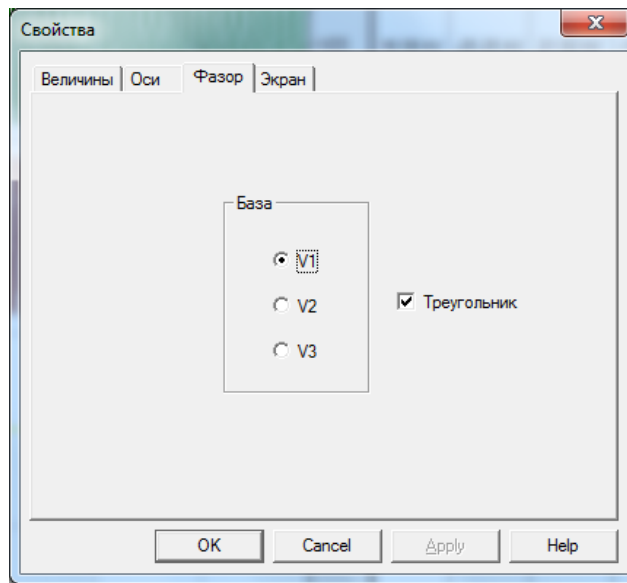 Свойства
Величины Оси Фазор Экран
База
V1
V2
Треугольник
V3
OK Cancel Apply Help